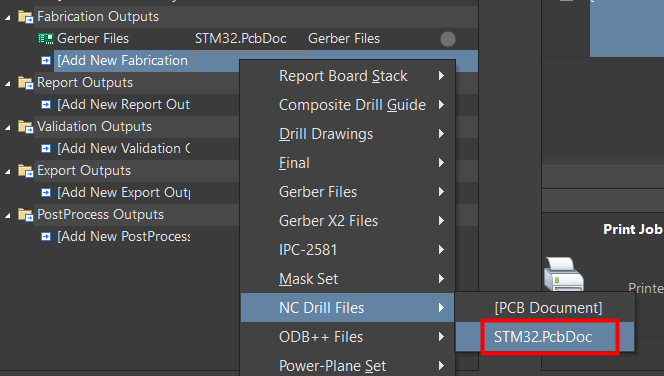 Fabrication Outputs
Gerber Files STM32.PcbDoc Gerber Files
[Add New Fabrication
Report Outputs
[Add New Report Out
Validation Outputs
[Add New Validation O
Export Outputs
[Add New Export Outp
PostProcess Outputs
[Add New PostProcess
Report Board Stack
Composite Drill Guide
Drill Drawings
Final
Gerber Files
Gerber X2 Files
IPC-2581
Mask Set
NC Drill Files
ODB++ Files
Power-Plane Set
[PCB Document]
STM32.PcbDoc
Print Job
Printe